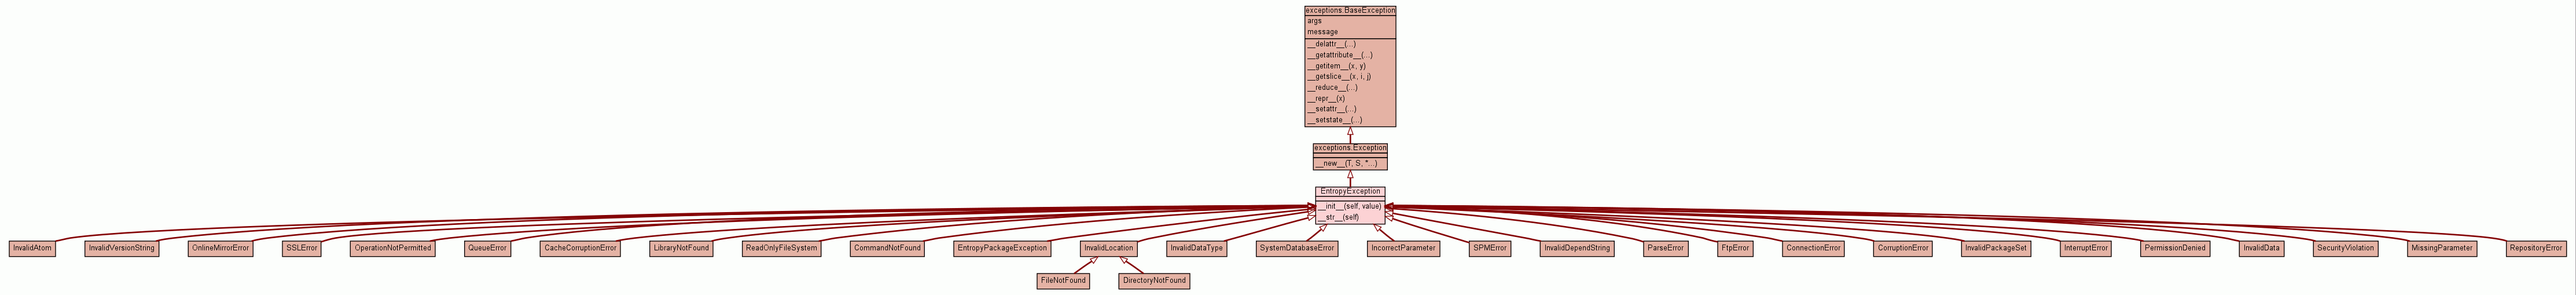 exceptions.BaseException
args
message
__delattr__(...)
__getattribute__(...)
__getitem__(x, y)
__getslice__(x, i, j)
__reduce__(...)
__repr__(x)
__setattr__(...)
__setstate__(...)
exceptions.Exception
__new__(T, S, *...)
EntropyException
__init__(self, value)
__str__(self)
InvalidAtom
InvalidVersionString
OnlineMirrorError
SSLError
OperationNotPermitted
QueueError
CacheCorruptionError
LibraryNotFound
ReadOnlyFileSystem
CommandNotFound
EntropyPackageException
InvalidLocation
InvalidDataType
SystemDatabaseError
IncorrectParameter
SPMError
InvalidDependString
ParseError
FtpError
ConnectionError
CorruptionError
InvalidPackageSet
InterruptError
PermissionDenied
InvalidData
SecurityViolation
MissingParameter
RepositoryError
FileNotFound
DirectoryNotFound